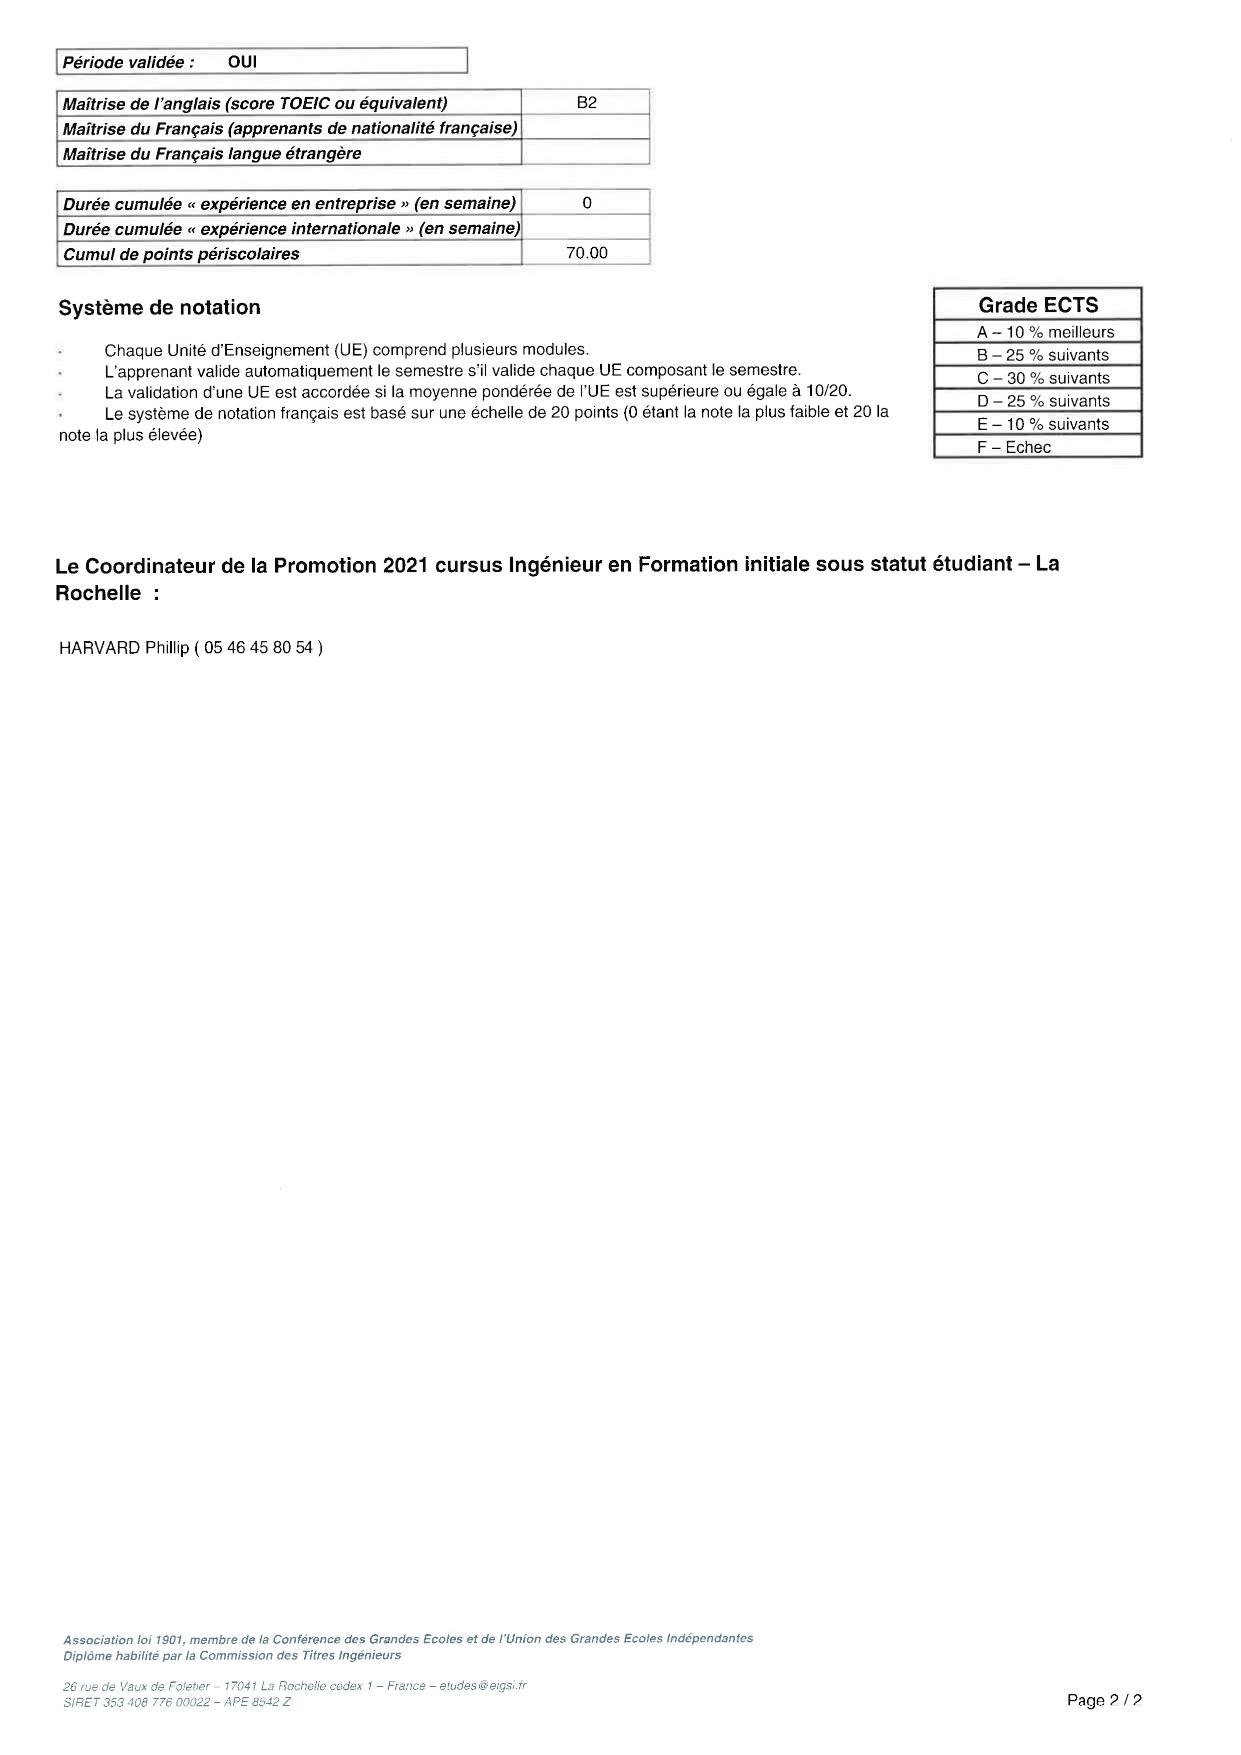 Période validée : OUI
Maîtrise de l'anglais (score TOEIC ou équivalent) B2
Maîtrise du Français (apprenants de nationalité française)
Maîtrise du Français langue étrangère
Durée cumulée « expérience en entreprise » (en semaine) 0
Durée cumulée « expérience internationale » (en semaine)
Cumul de points périscolaires 70.00
Système de notation
- Chaque Unité d'Enseignement (UE) comprend plusieurs modules.
- L'apprenant valide automatiquement le semestre s'il valide chaque UE composant le semestre.
- La validation d'une UE est accordée si la moyenne pondérée de l'UE est supérieure ou égale à 10/20.
- Le système de notation français est basé sur une échelle de 20 points (0 étant la note la plus faible et 20 la
note la plus élevée)
Grade ECTS
A – 10 % meilleurs
B – 25 % suivants
C – 30 % suivants
D – 25 % suivants
E – 10 % suivants
F – Echec
Le Coordinateur de la Promotion 2021 cursus Ingénieur en Formation initiale sous statut étudiant – La
Rochelle :
HARVARD Phillip ( 05 46 45 80 54 )
Association loi 1901, membre de la Conférence des Grandes Ecoles et de l'Union des Grandes Ecoles Indépendantes
Diplôme habilité par la Commission des Titres Ingénieurs
26 rue de Vaux de Foletier – 17041 La Rochelle cedex 1 – France – etudes@eigsi.fr
SIRET 353 408 776 00022 – APE 8542 Z
Page 2 / 2